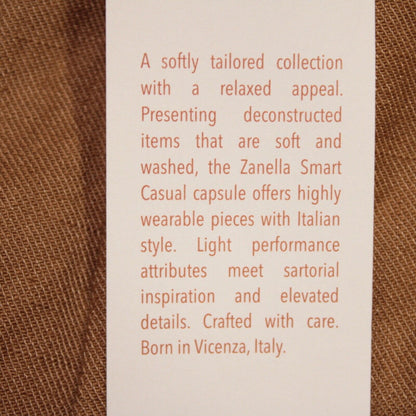 A softly tailored collection
with a relaxed appeal.
Presenting deconstructed
items that are soft and
washed, the Zanella Smart
Casual capsule offers highly
wearable pieces with Italian
style. Light performance
attributes meet sartorial
inspiration and elevated
details. Crafted with care.
Born in Vicenza, Italy.